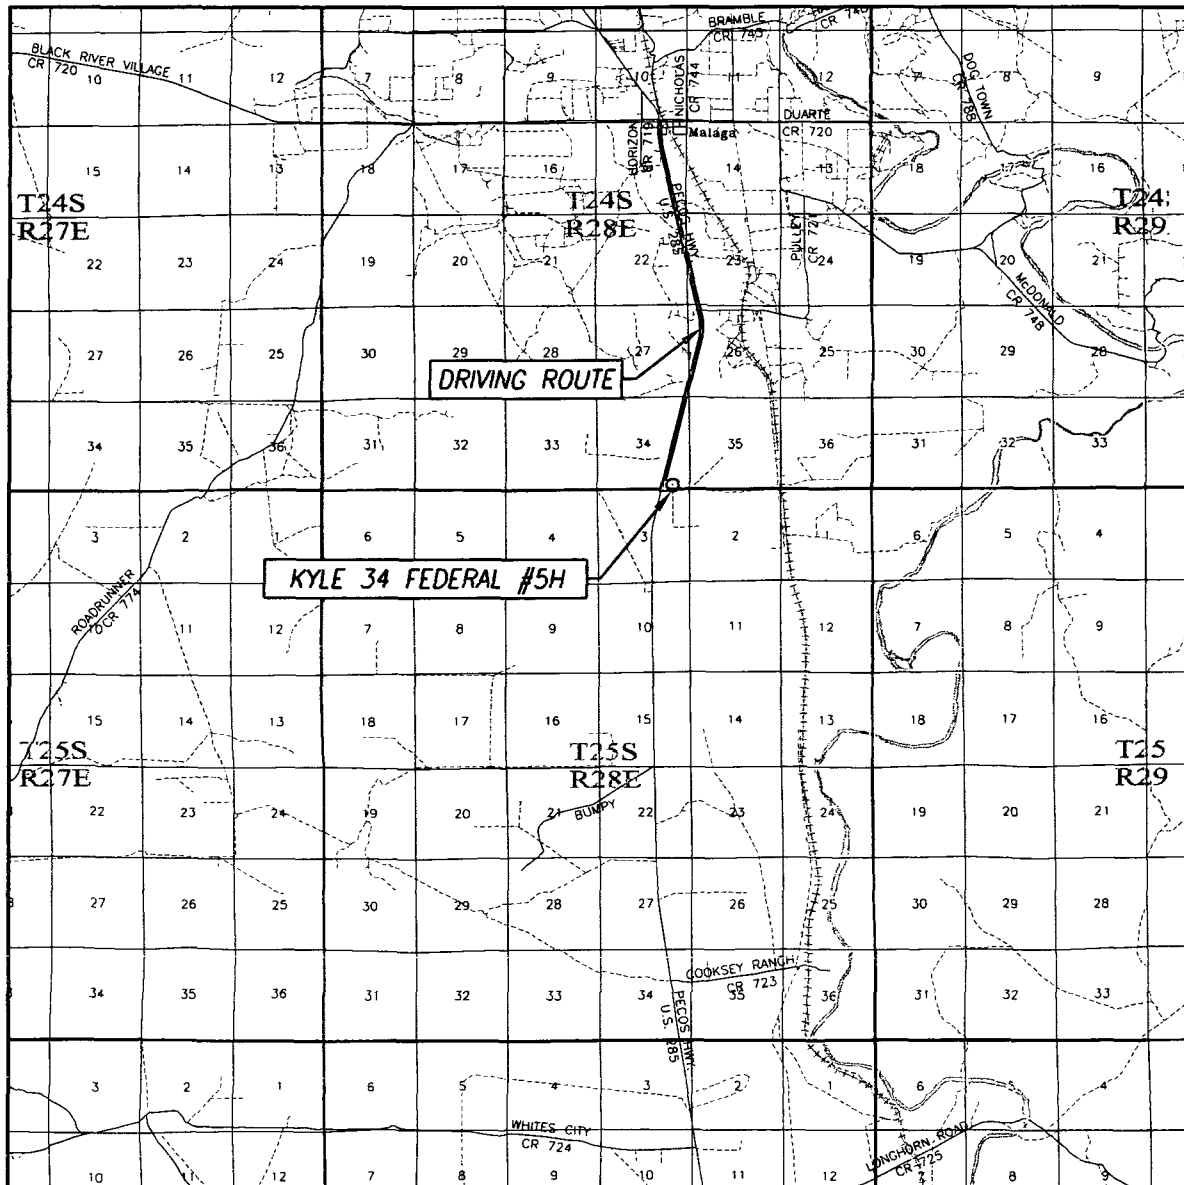 BRAMBLE
CR 743
CR 740
BLACK RIVER VILLAGE
CR 720
NICHOLAS
CR 744
DOG TOWN
CR 788
10 11 12 7 8 9 10 11 12 7 8 9
HORIZON
CR 719
Malaga
DUARTE
CR 720
15 14 13 18 17 16 14 13 18 17 16
T24S
R27E
T24S
R28E
T24S
R29
PECOS HWY
U.S. 285
PULLEY
CR 721
22 23 24 19 20 21 22 23 24 19 20 21
McDONALD
CR 748
27 26 25 30 29 28 27 26 25 30 29 28
DRIVING ROUTE
34 35 36 31 32 33 34 35 36 31 32 33
3 2 1 6 5 4 3 2 6 5 4
KYLE 34 FEDERAL #5H
ROADRUNNER
CR 774
10 11 12 7 8 9 10 11 12 7 8 9
15 14 13 18 17 16 15 14 13 18 17 16
T25S
R27E
T25S
R28E
T25
R29
22 23 24 19 20 21 22 23 24 19 20 21
BUMPY
27 26 25 30 29 28 27 26 25 30 29 28
COOKSEY RANCH
CR 723
34 35 36 31 32 33 34 35 36 31 32 33
PECOS HWY
U.S. 285
3 2 1 6 5 4 3 2 1 6 5 4
WHITES CITY
CR 724
LONGHORN ROAD
CR 725
10 11 12 7 8 9 10 11 12 7 8 9